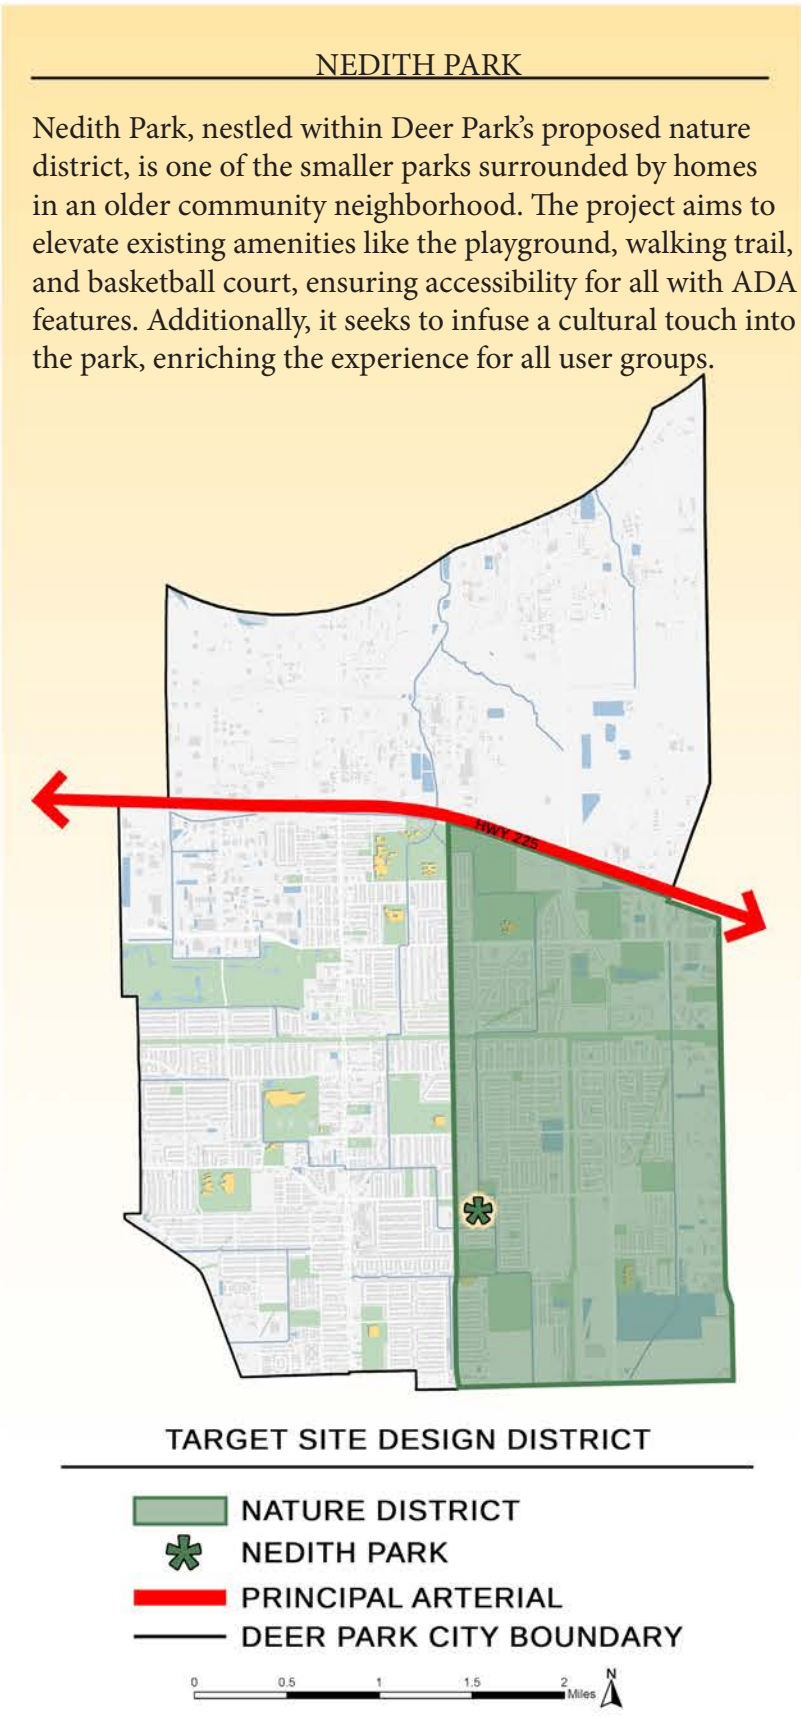 NEDITH PARK
Nedith Park, nestled within Deer Park's proposed nature
district, is one of the smaller parks surrounded by homes
in an older community neighborhood. The project aims to
elevate existing amenities like the playground, walking trail,
and basketball court, ensuring accessibility for all with ADA
features. Additionally, it seeks to infuse a cultural touch into
the park, enriching the experience for all user groups.
HWY 225
TARGET SITE DESIGN DISTRICT
NATURE DISTRICT
NEDITH PARK
PRINCIPAL ARTERIAL
DEER PARK CITY BOUNDARY
0 0.5 1 1.5 2
Miles
N